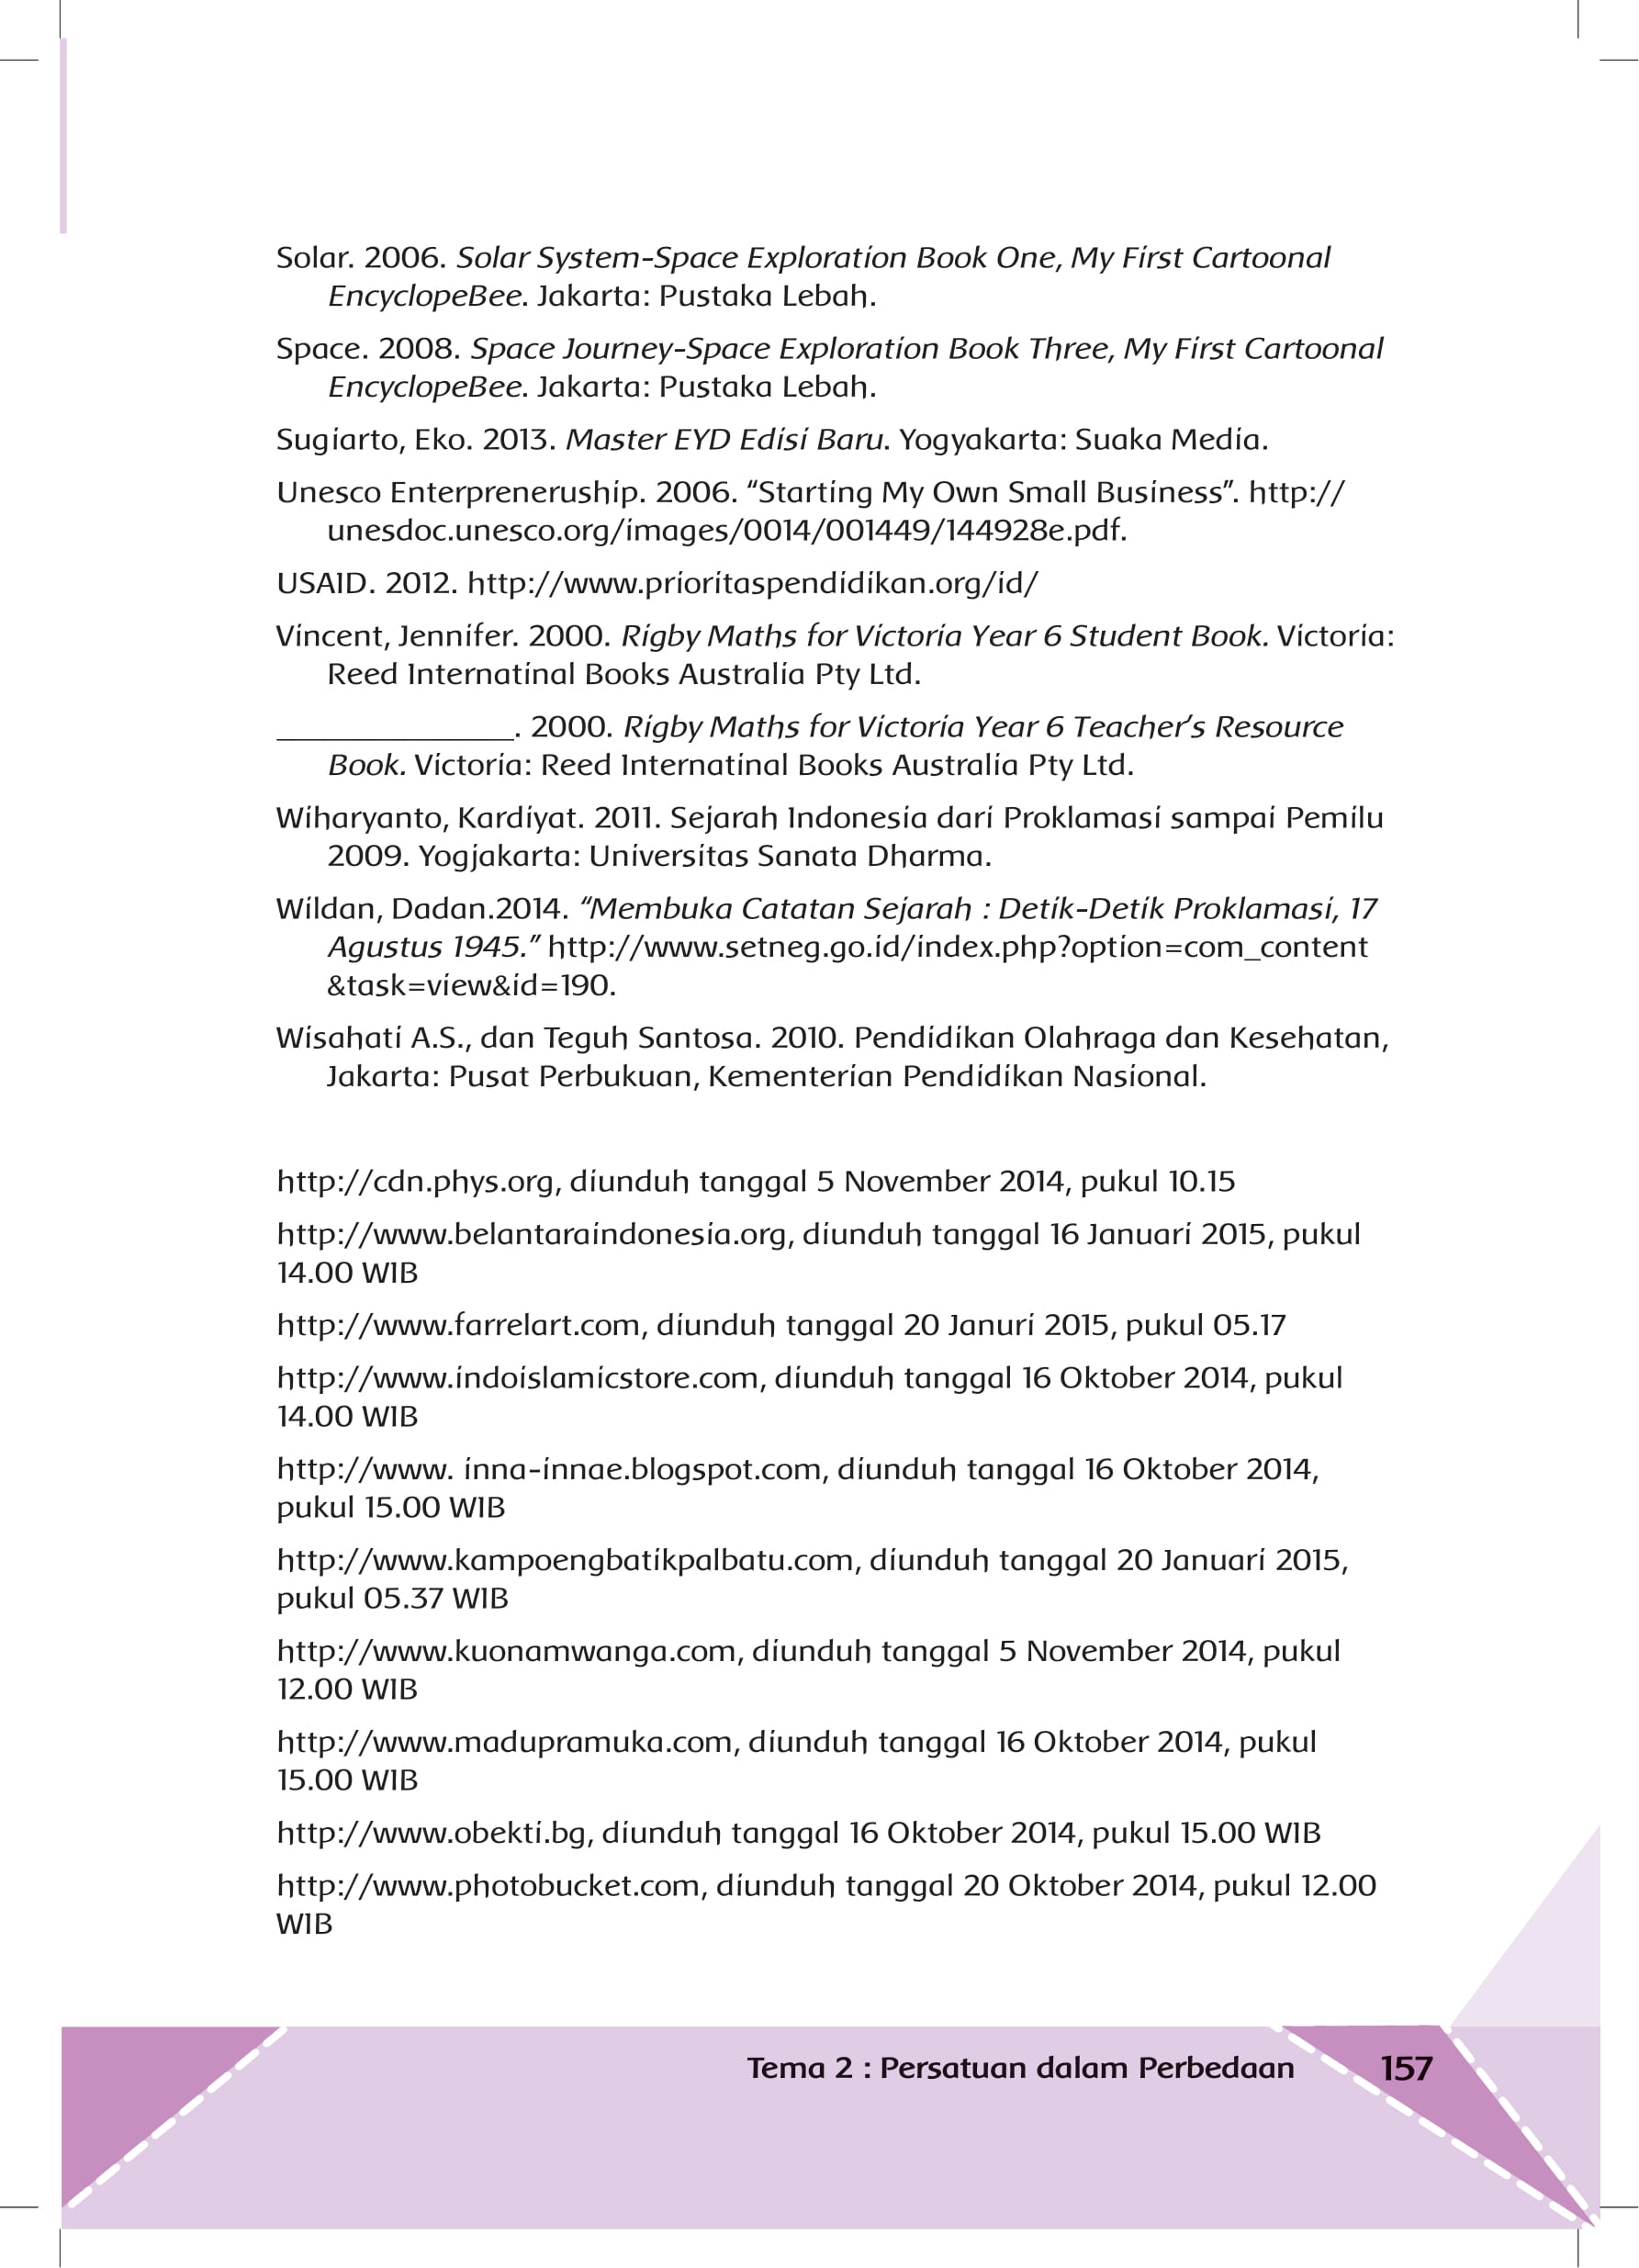 Solar. 2006. Solar System-Space Exploration Book One, My First Cartoonal
EncyclopeBee. Jakarta: Pustaka Lebah.
Space. 2008. Space Journey-Space Exploration Book Three, My First Cartoonal
EncyclopeBee. Jakarta: Pustaka Lebah.
Sugiarto, Eko. 2013. Master EYD Edisi Baru. Yogyakarta: Suaka Media.
Unesco Enterpreneruship. 2006. “Starting My Own Small Business”. http://
unesdoc.unesco.org/images/0014/001449/144928e.pdf.
USAID. 2012. http://www.prioritaspendidikan.org/id/
Vincent, Jennifer. 2000. Rigby Maths for Victoria Year 6 Student Book. Victoria:
Reed Internatinal Books Australia Pty Ltd.
_______________. 2000. Rigby Maths for Victoria Year 6 Teacher’s Resource
Book. Victoria: Reed Internatinal Books Australia Pty Ltd.
Wiharyanto, Kardiyat. 2011. Sejarah Indonesia dari Proklamasi sampai Pemilu
2009. Yogjakarta: Universitas Sanata Dharma.
Wildan, Dadan.2014. “Membuka Catatan Sejarah : Detik-Detik Proklamasi, 17
Agustus 1945.” http://www.setneg.go.id/index.php?option=com_content
&task=view&id=190.
Wisahati A.S., dan Teguh Santosa. 2010. Pendidikan Olahraga dan Kesehatan,
Jakarta: Pusat Perbukuan, Kementerian Pendidikan Nasional.
http://cdn.phys.org, diunduh tanggal 5 November 2014, pukul 10.15
http://www.belantaraindonesia.org, diunduh tanggal 16 Januari 2015, pukul
14.00 WIB
http://www.farrelart.com, diunduh tanggal 20 Januri 2015, pukul 05.17
http://www.indoislamicstore.com, diunduh tanggal 16 Oktober 2014, pukul
14.00 WIB
http://www. inna-innae.blogspot.com, diunduh tanggal 16 Oktober 2014,
pukul 15.00 WIB
http://www.kampoengbatikpalbatu.com, diunduh tanggal 20 Januari 2015,
pukul 05.37 WIB
http://www.kuonamwanga.com, diunduh tanggal 5 November 2014, pukul
12.00 WIB
http://www.madupramuka.com, diunduh tanggal 16 Oktober 2014, pukul
15.00 WIB
http://www.obekti.bg, diunduh tanggal 16 Oktober 2014, pukul 15.00 WIB
http://www.photobucket.com, diunduh tanggal 20 Oktober 2014, pukul 12.00
WIB
Tema 2 : Persatuan dalam Perbedaan 157